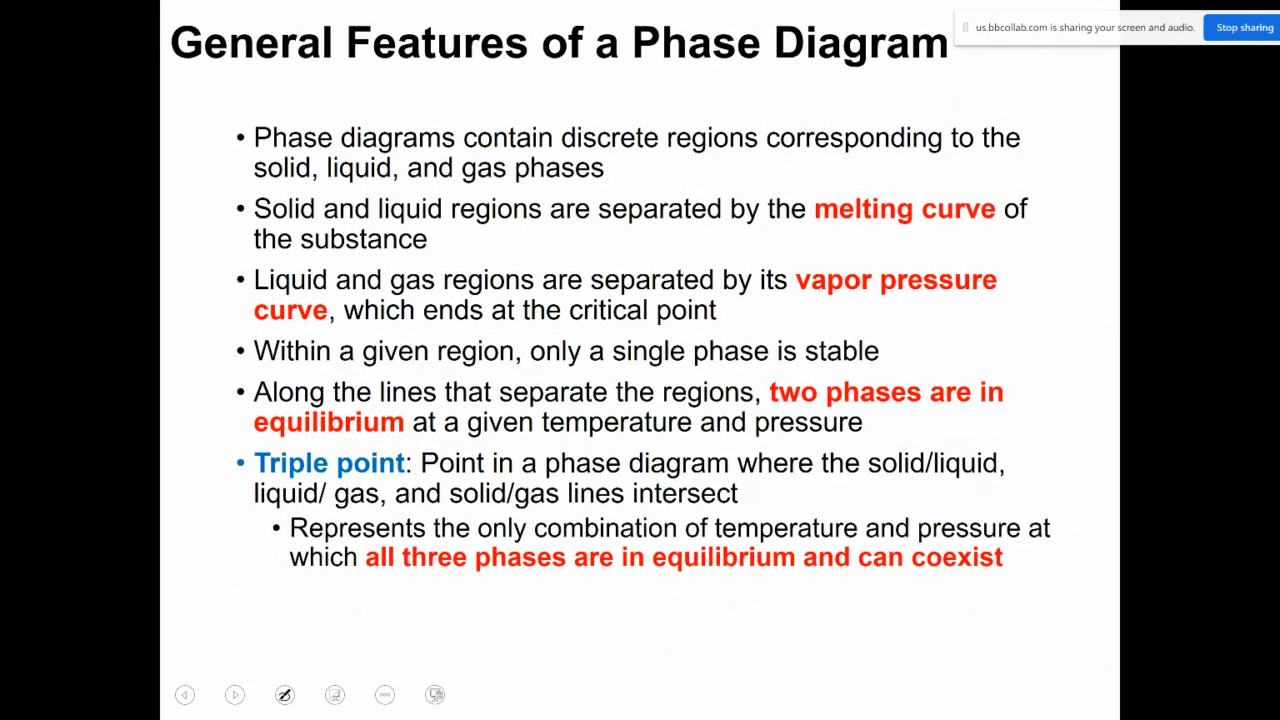 General Features of a Phase Diagram
us.bbcollab.com is sharing your screen and audio.
Stop sharing
• Phase diagrams contain discrete regions corresponding to the
solid, liquid, and gas phases
• Solid and liquid regions are separated by the melting curve of
the substance
• Liquid and gas regions are separated by its vapor pressure
curve, which ends at the critical point
• Within a given region, only a single phase is stable
• Along the lines that separate the regions, two phases are in
equilibrium at a given temperature and pressure
• Triple point: Point in a phase diagram where the solid/liquid,
liquid/ gas, and solid/gas lines intersect
• Represents the only combination of temperature and pressure at
which all three phases are in equilibrium and can coexist